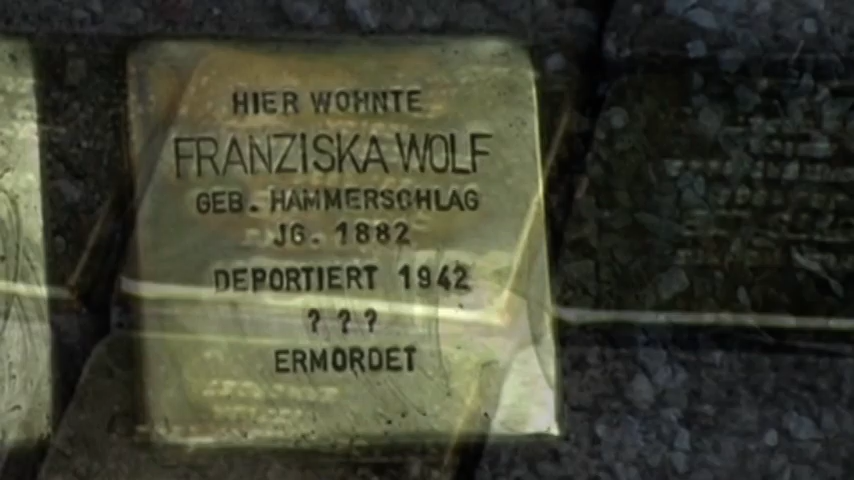 HIER WOHNTE
FRANZISKA WOLF
GEB. HAMMERSCHLAG
JG. 1882
DEPORTIERT 1942
? ? ?
ERMORDET